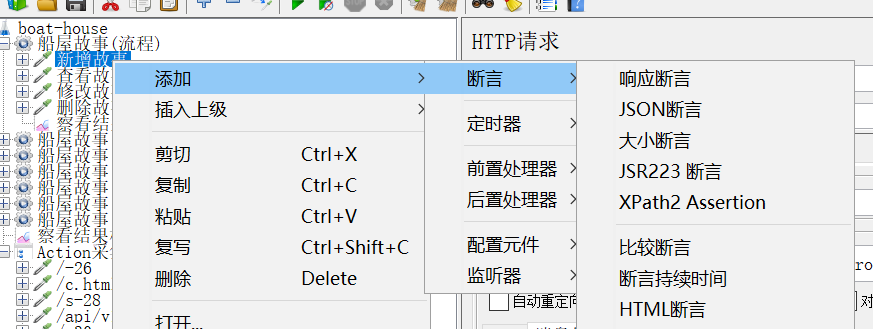 boat-house
船屋故事(流程)
新增故事
查看故
修改故
删除故
察看结
船屋故事
船屋故事
船屋故事
船屋故事
船屋故事
船屋故事
察看结果
Action采
/-26
/c.htm
/s-28
/api/v
HTTP请求
添加
插入上级
剪切 Ctrl+X
复制 Ctrl+C
粘贴 Ctrl+V
复写 Ctrl+Shift+C
删除 Delete
打开...
断言
定时器
前置处理器
后置处理器
配置元件
监听器
响应断言
JSON断言
大小断言
JSR223 断言
XPath2 Assertion
比较断言
断言持续时间
HTML断言
自动重定向
ro
对